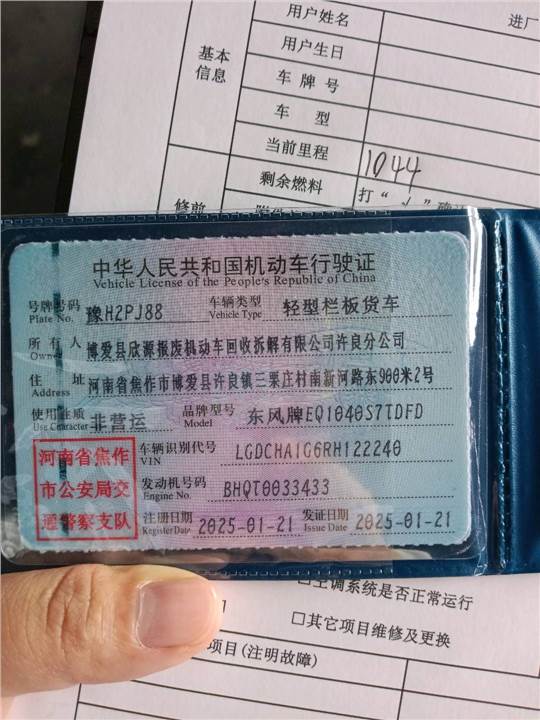 用户姓名
进厂
基本
信息
用户生日
车牌号
车型
当前里程 1044
剩余燃料 打“√”
修前
中华人民共和国机动车行驶证
Vehicle License of the People's Republic of China
号牌号码 豫H2PJ88 车辆类型 轻型栏板货车
Plate No. Vehicle Type
所有人 博爱县欣源报废机动车回收拆解有限公司许良分公司
Owner
住址 河南省焦作市博爱县许良镇三栗庄村南新河路东900米2号
Address
使用性质 非营运 品牌型号 东风牌EQ1040S7TDFD
Use Character Model
河南省焦作
市公安局交
通警察支队
车辆识别代号 LGDCHA1G6RH122240
VIN
发动机号码 BHQT0033433
Engine No.
注册日期 2025-01-21 发证日期 2025-01-21
Register Date Issue Date
□空调系统是否正常运行
□其它项目维修及更换
项目(注明故障)